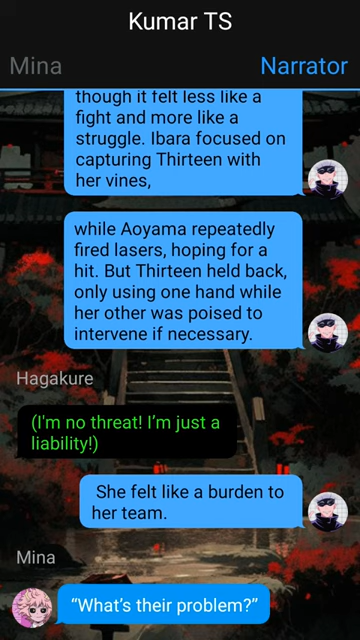 Kumar TS
Mina
Narrator
though it felt less like a
fight and more like a
struggle. Ibara focused on
capturing Thirteen with
her vines,
while Aoyama repeatedly
fired lasers, hoping for a
hit. But Thirteen held back,
only using one hand while
her other was poised to
intervene if necessary.
Hagakure
(I'm no threat! I’m just a
liability!)
She felt like a burden to
her team.
Mina
“What’s their problem?”